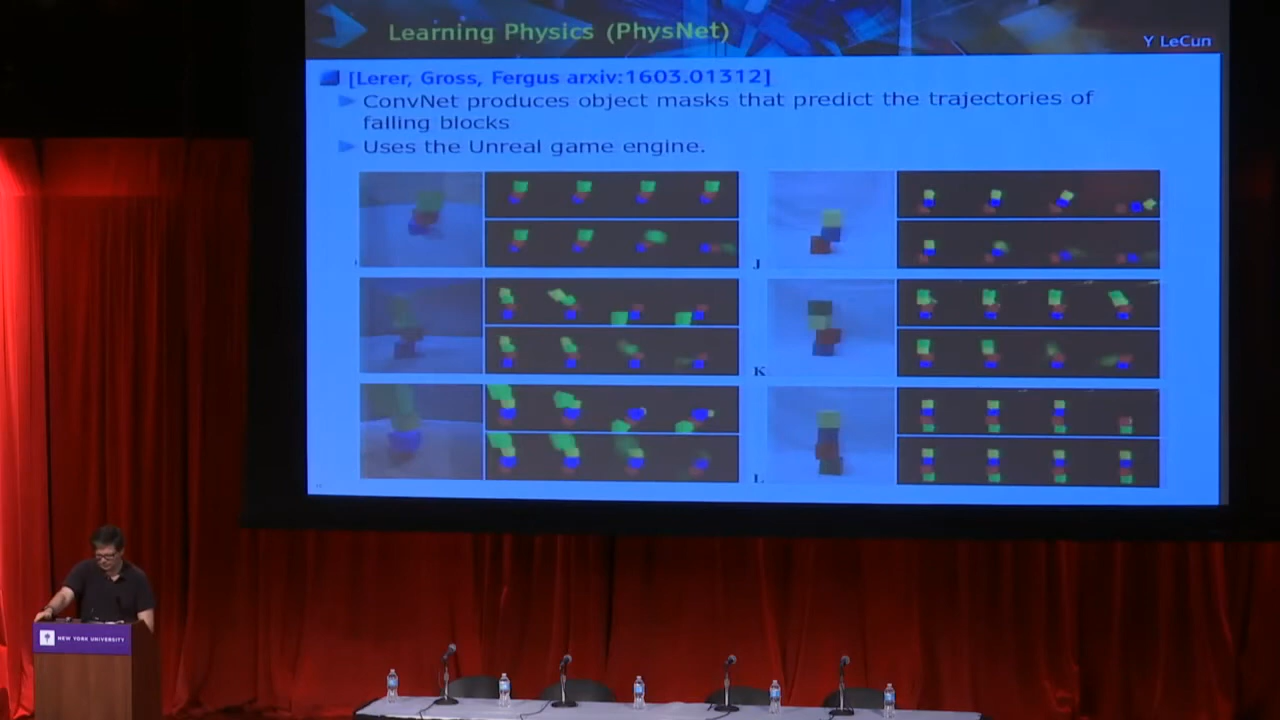 Learning Physics (PhysNet)
Y LeCun
[Lerer, Gross, Fergus arxiv:1603.01312]
ConvNet produces object masks that predict the trajectories of
falling blocks
Uses the Unreal game engine.
J
K
L
NEW YORK UNIVERSITY